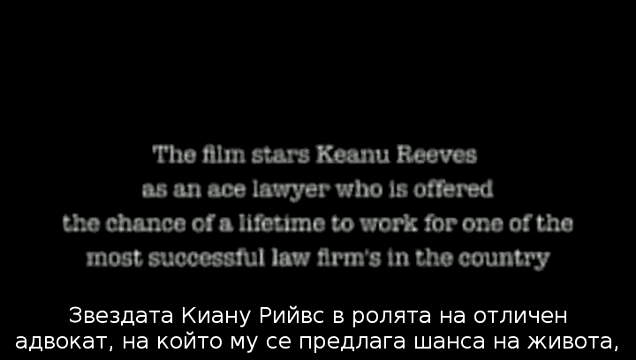 The film stars Keanu Reeves
as an ace lawyer who is offered
the chance of a lifetime to work for one of the
most successful law firm's in the country
Звездата Киану Рийвс в ролята на отличен
адвокат, на който му се предлага шанса на живота,